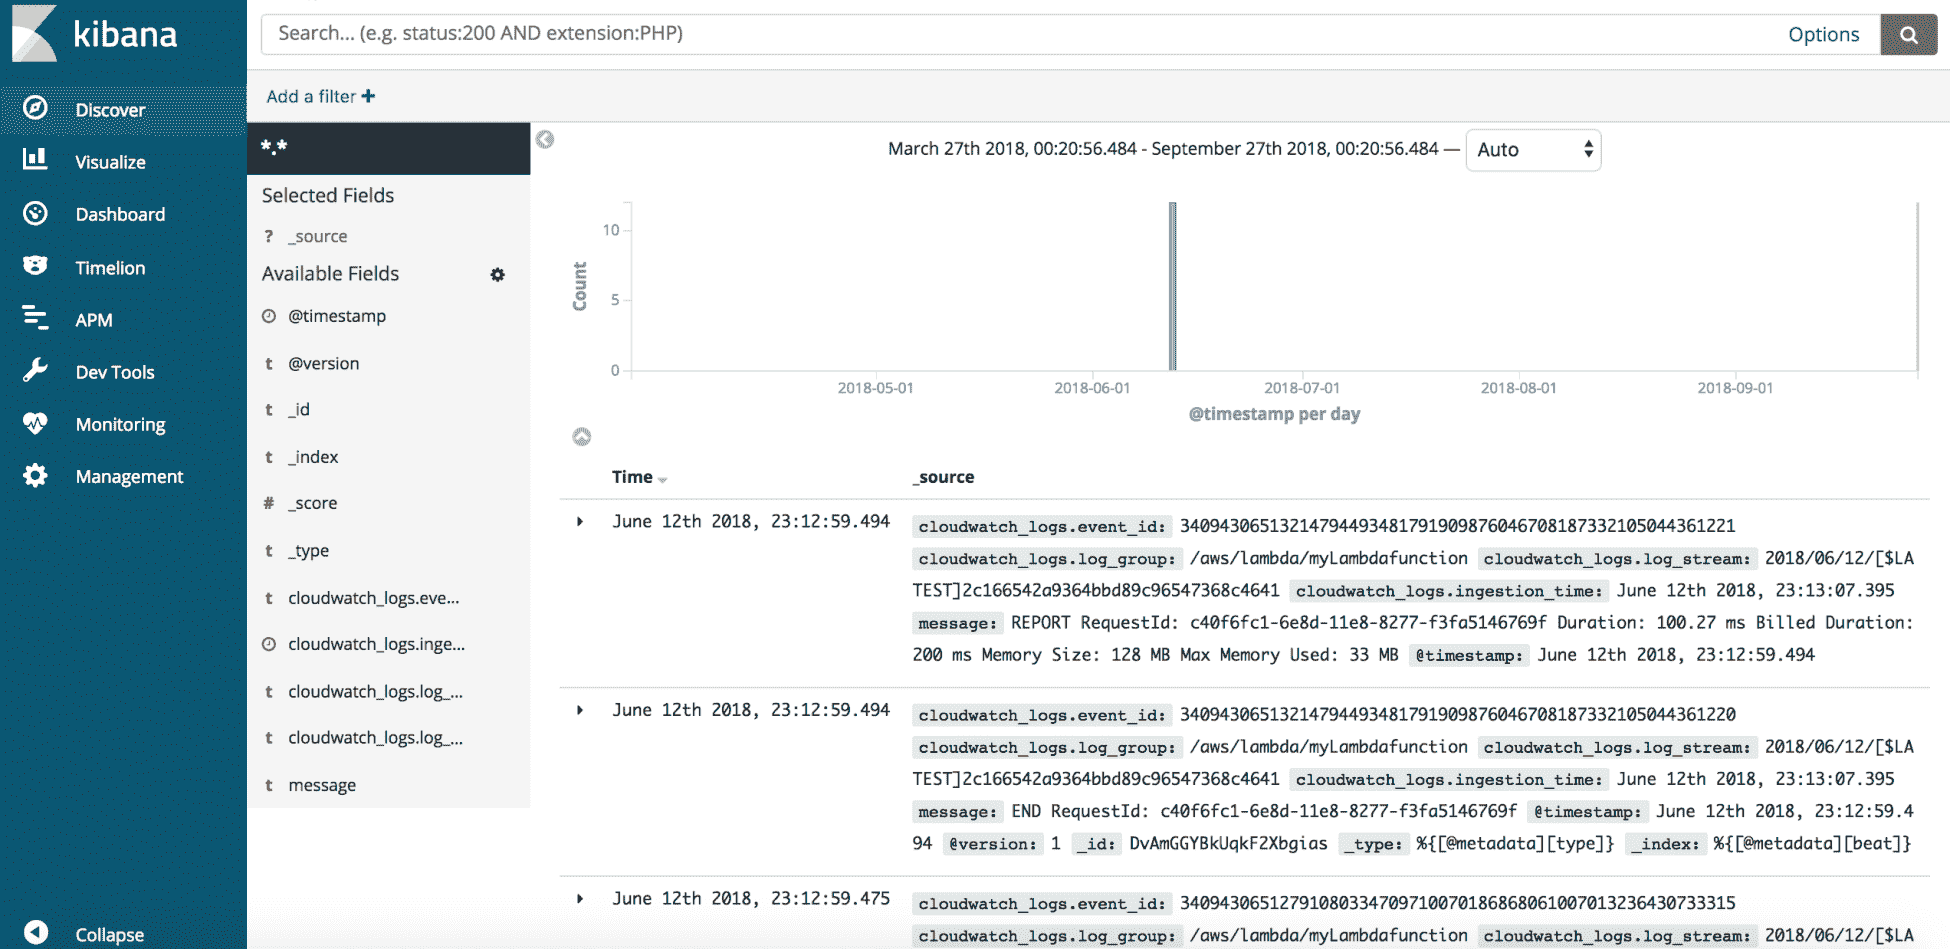 kibana
Discover
Visualize
Dashboard
Timelion
APM
Dev Tools
Monitoring
Management
Collapse
Search... (e.g. status:200 AND extension:PHP)
Options
Add a filter +
*.*
Selected Fields
? _source
Available Fields
@timestamp
t @version
t _id
t _index
# _score
t _type
t cloudwatch_logs.eve...
cloudwatch_logs.inge...
t cloudwatch_logs.log_...
t cloudwatch_logs.log_...
t message
March 27th 2018, 00:20:56.484 - September 27th 2018, 00:20:56.484 — Auto
Count
10
5
0
2018-05-01 2018-06-01 2018-07-01 2018-08-01 2018-09-01
@timestamp per day
Time _source
June 12th 2018, 23:12:59.494 cloudwatch_logs.event_id: 34094306513214794493481791909876046708187332105044361221
cloudwatch_logs.log_group: /aws/lambda/myLambdafunction cloudwatch_logs.log_stream: 2018/06/12/[$LA
TEST]2c166542a9364bbd89c96547368c4641 cloudwatch_logs.ingestion_time: June 12th 2018, 23:13:07.395
message: REPORT RequestId: c40f6fc1-6e8d-11e8-8277-f3fa5146769f Duration: 100.27 ms Billed Duration:
200 ms Memory Size: 128 MB Max Memory Used: 33 MB @timestamp: June 12th 2018, 23:12:59.494
June 12th 2018, 23:12:59.494 cloudwatch_logs.event_id: 34094306513214794493481791909876046708187332105044361220
cloudwatch_logs.log_group: /aws/lambda/myLambdafunction cloudwatch_logs.log_stream: 2018/06/12/[$LA
TEST]2c166542a9364bbd89c96547368c4641 cloudwatch_logs.ingestion_time: June 12th 2018, 23:13:07.395
message: END RequestId: c40f6fc1-6e8d-11e8-8277-f3fa5146769f @timestamp: June 12th 2018, 23:12:59.4
94 @version: 1 _id: DvAmGGYBkUqkF2Xbgias _type: %{[@metadata][type]} _index: %{[@metadata][beat]}
June 12th 2018, 23:12:59.475 cloudwatch_logs.event_id: 34094306512791080334709710070186868061007013236430733315
cloudwatch_logs.log_group: /aws/lambda/myLambdafunction cloudwatch_logs.log_stream: 2018/06/12/[$LA